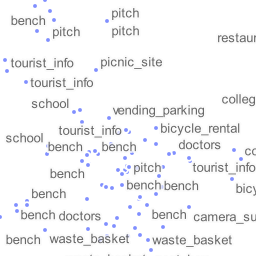 pitch
bench
pitch
pitch
restaur
tourist_info
picnic_site
tourist_info
school
colleg
vending_parking
tourist_info
bicycle_rental
school
bench
bench
doctors
co
bench
pitch
tourist_info
bench
bench
bicy
bench
bench
doctors
bench
camera_su
bench
waste_basket
waste_basket